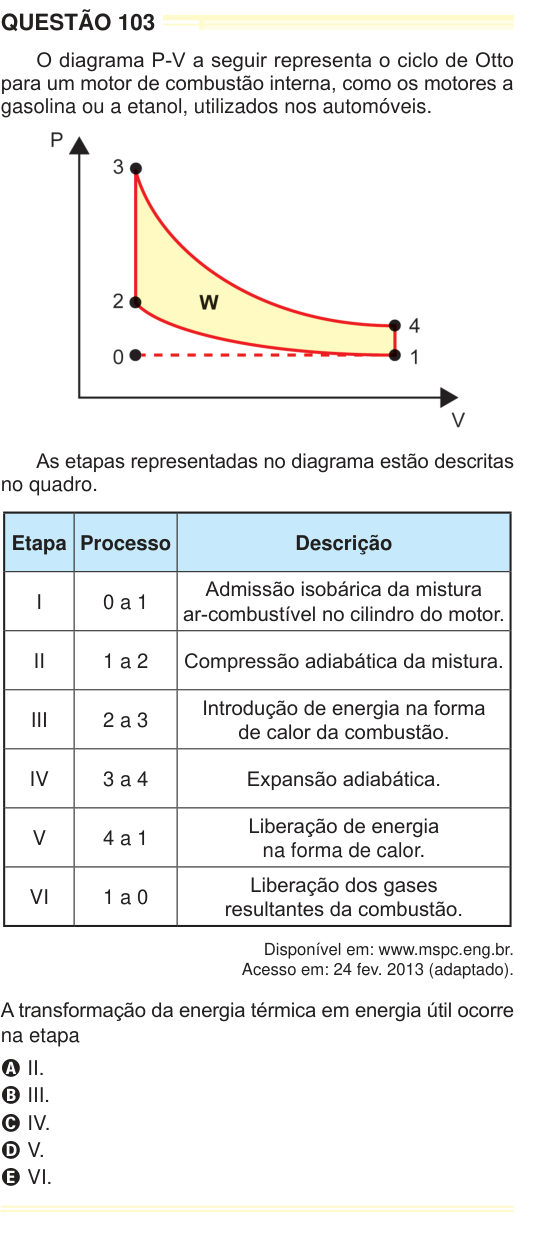 QUESTÃO 103
O diagrama P-V a seguir representa o ciclo de Otto
para um motor de combustão interna, como os motores a
gasolina ou a etanol, utilizados nos automóveis.
P
3
2
W
4
0
1
V
As etapas representadas no diagrama estão descritas
no quadro.
Etapa Processo Descrição
I 0 a 1 Admissão isobárica da mistura
ar-combustível no cilindro do motor.
II 1 a 2 Compressão adiabática da mistura.
III 2 a 3 Introdução de energia na forma
de calor da combustão.
IV 3 a 4 Expansão adiabática.
V 4 a 1 Liberação de energia
na forma de calor.
VI 1 a 0 Liberação dos gases
resultantes da combustão.
Disponível em: www.mspc.eng.br.
Acesso em: 24 fev. 2013 (adaptado).
A transformação da energia térmica em energia útil ocorre
na etapa
A II.
B III.
C IV.
D V.
E VI.